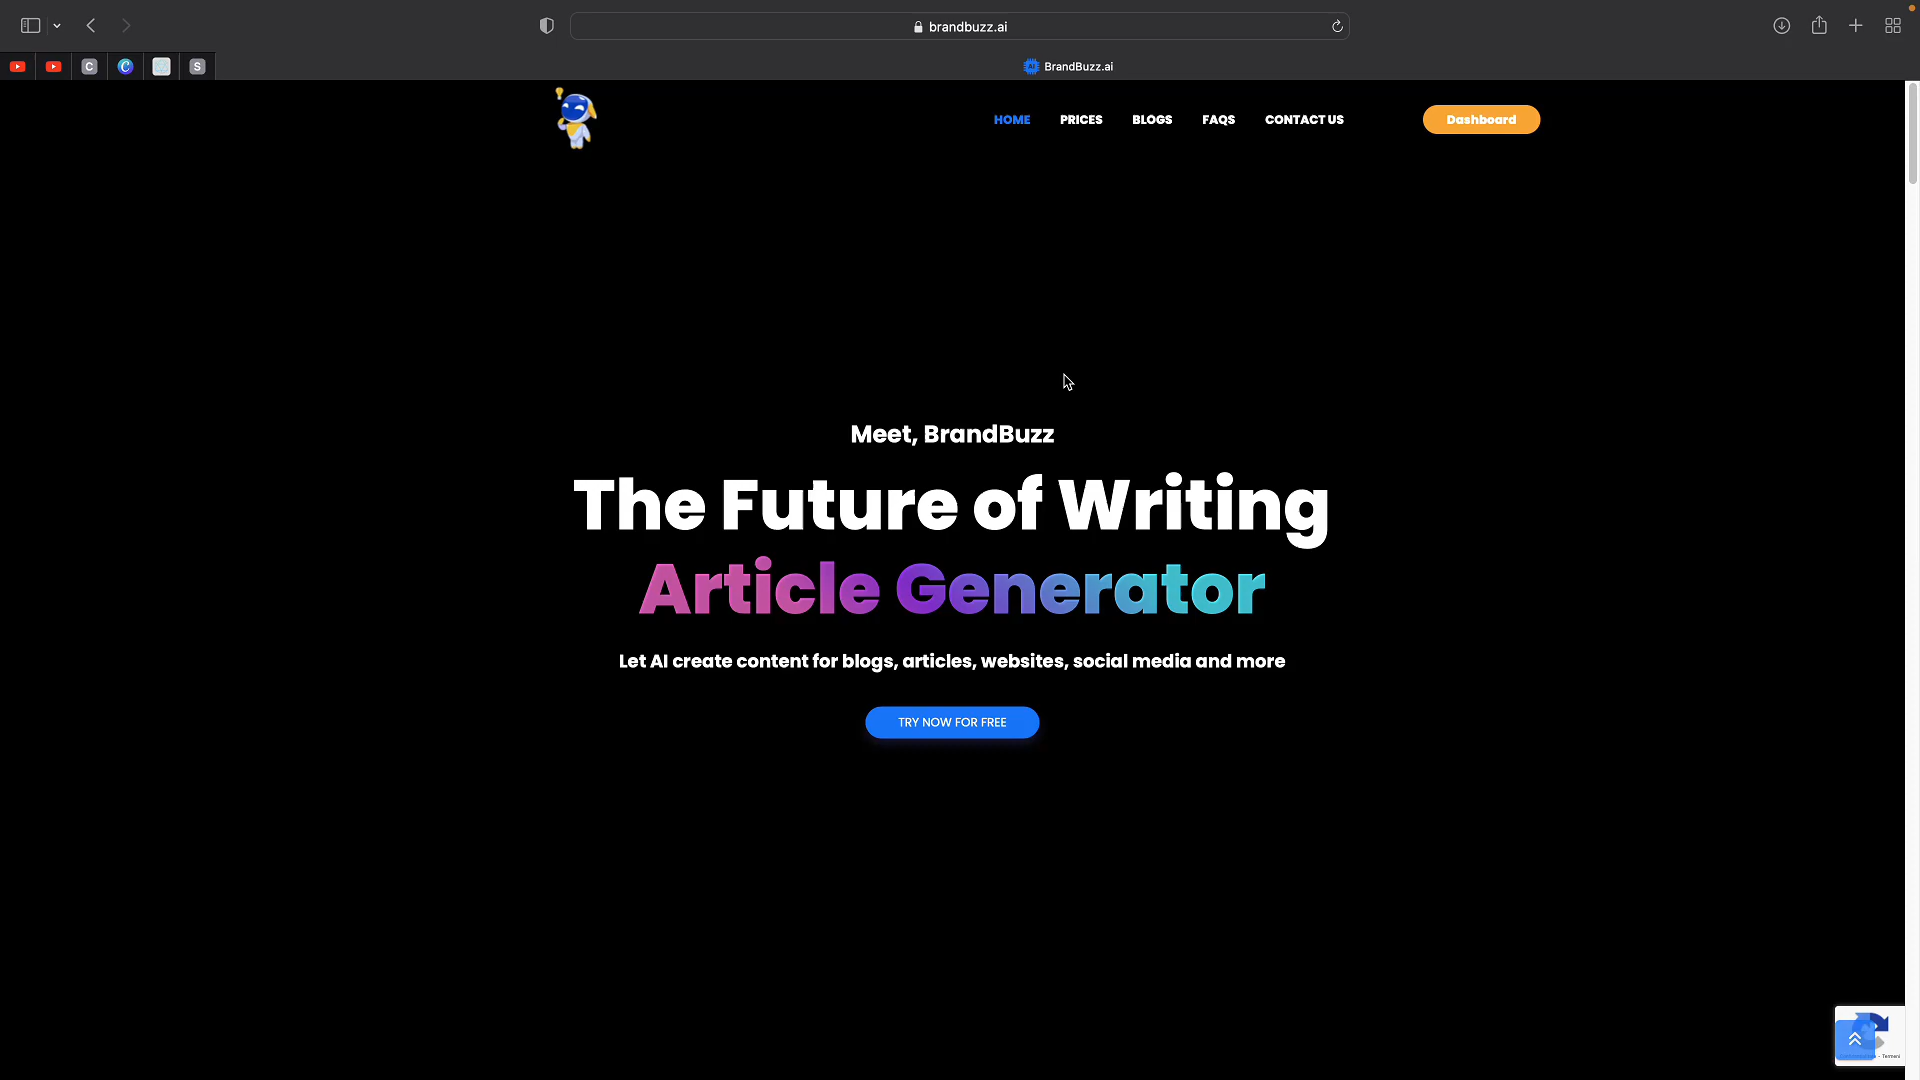 brandbuzz.ai
C
C
S
BrandBuzz.ai
HOME PRICES BLOGS FAQS CONTACT US Dashboard
Meet, BrandBuzz
The Future of Writing
Article Generator
Let AI create content for blogs, articles, websites, social media and more
TRY NOW FOR FREE
- Termeni